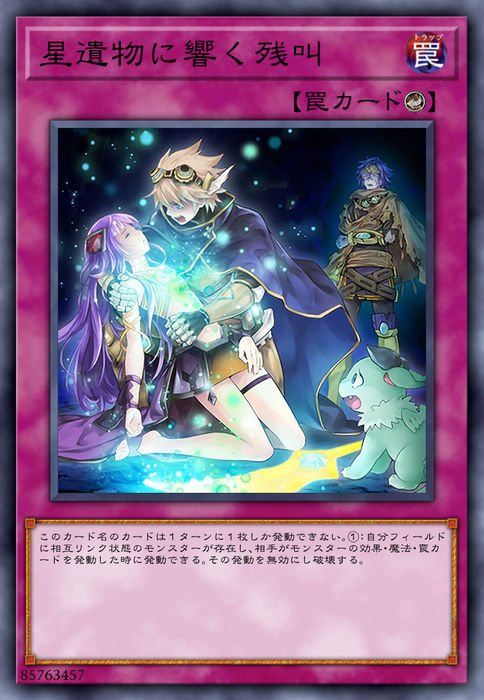 星遺物に響く残叫
トラップ
罠
【罠カード】
このカード名のカードは1ターンに1枚しか発動できない。①：自分フィールド
に相互リンク状態のモンスターが存在し、相手がモンスターの効果・魔法・罠カ
ードを発動した時に発動できる。その発動を無効にし破壊する。
85763457